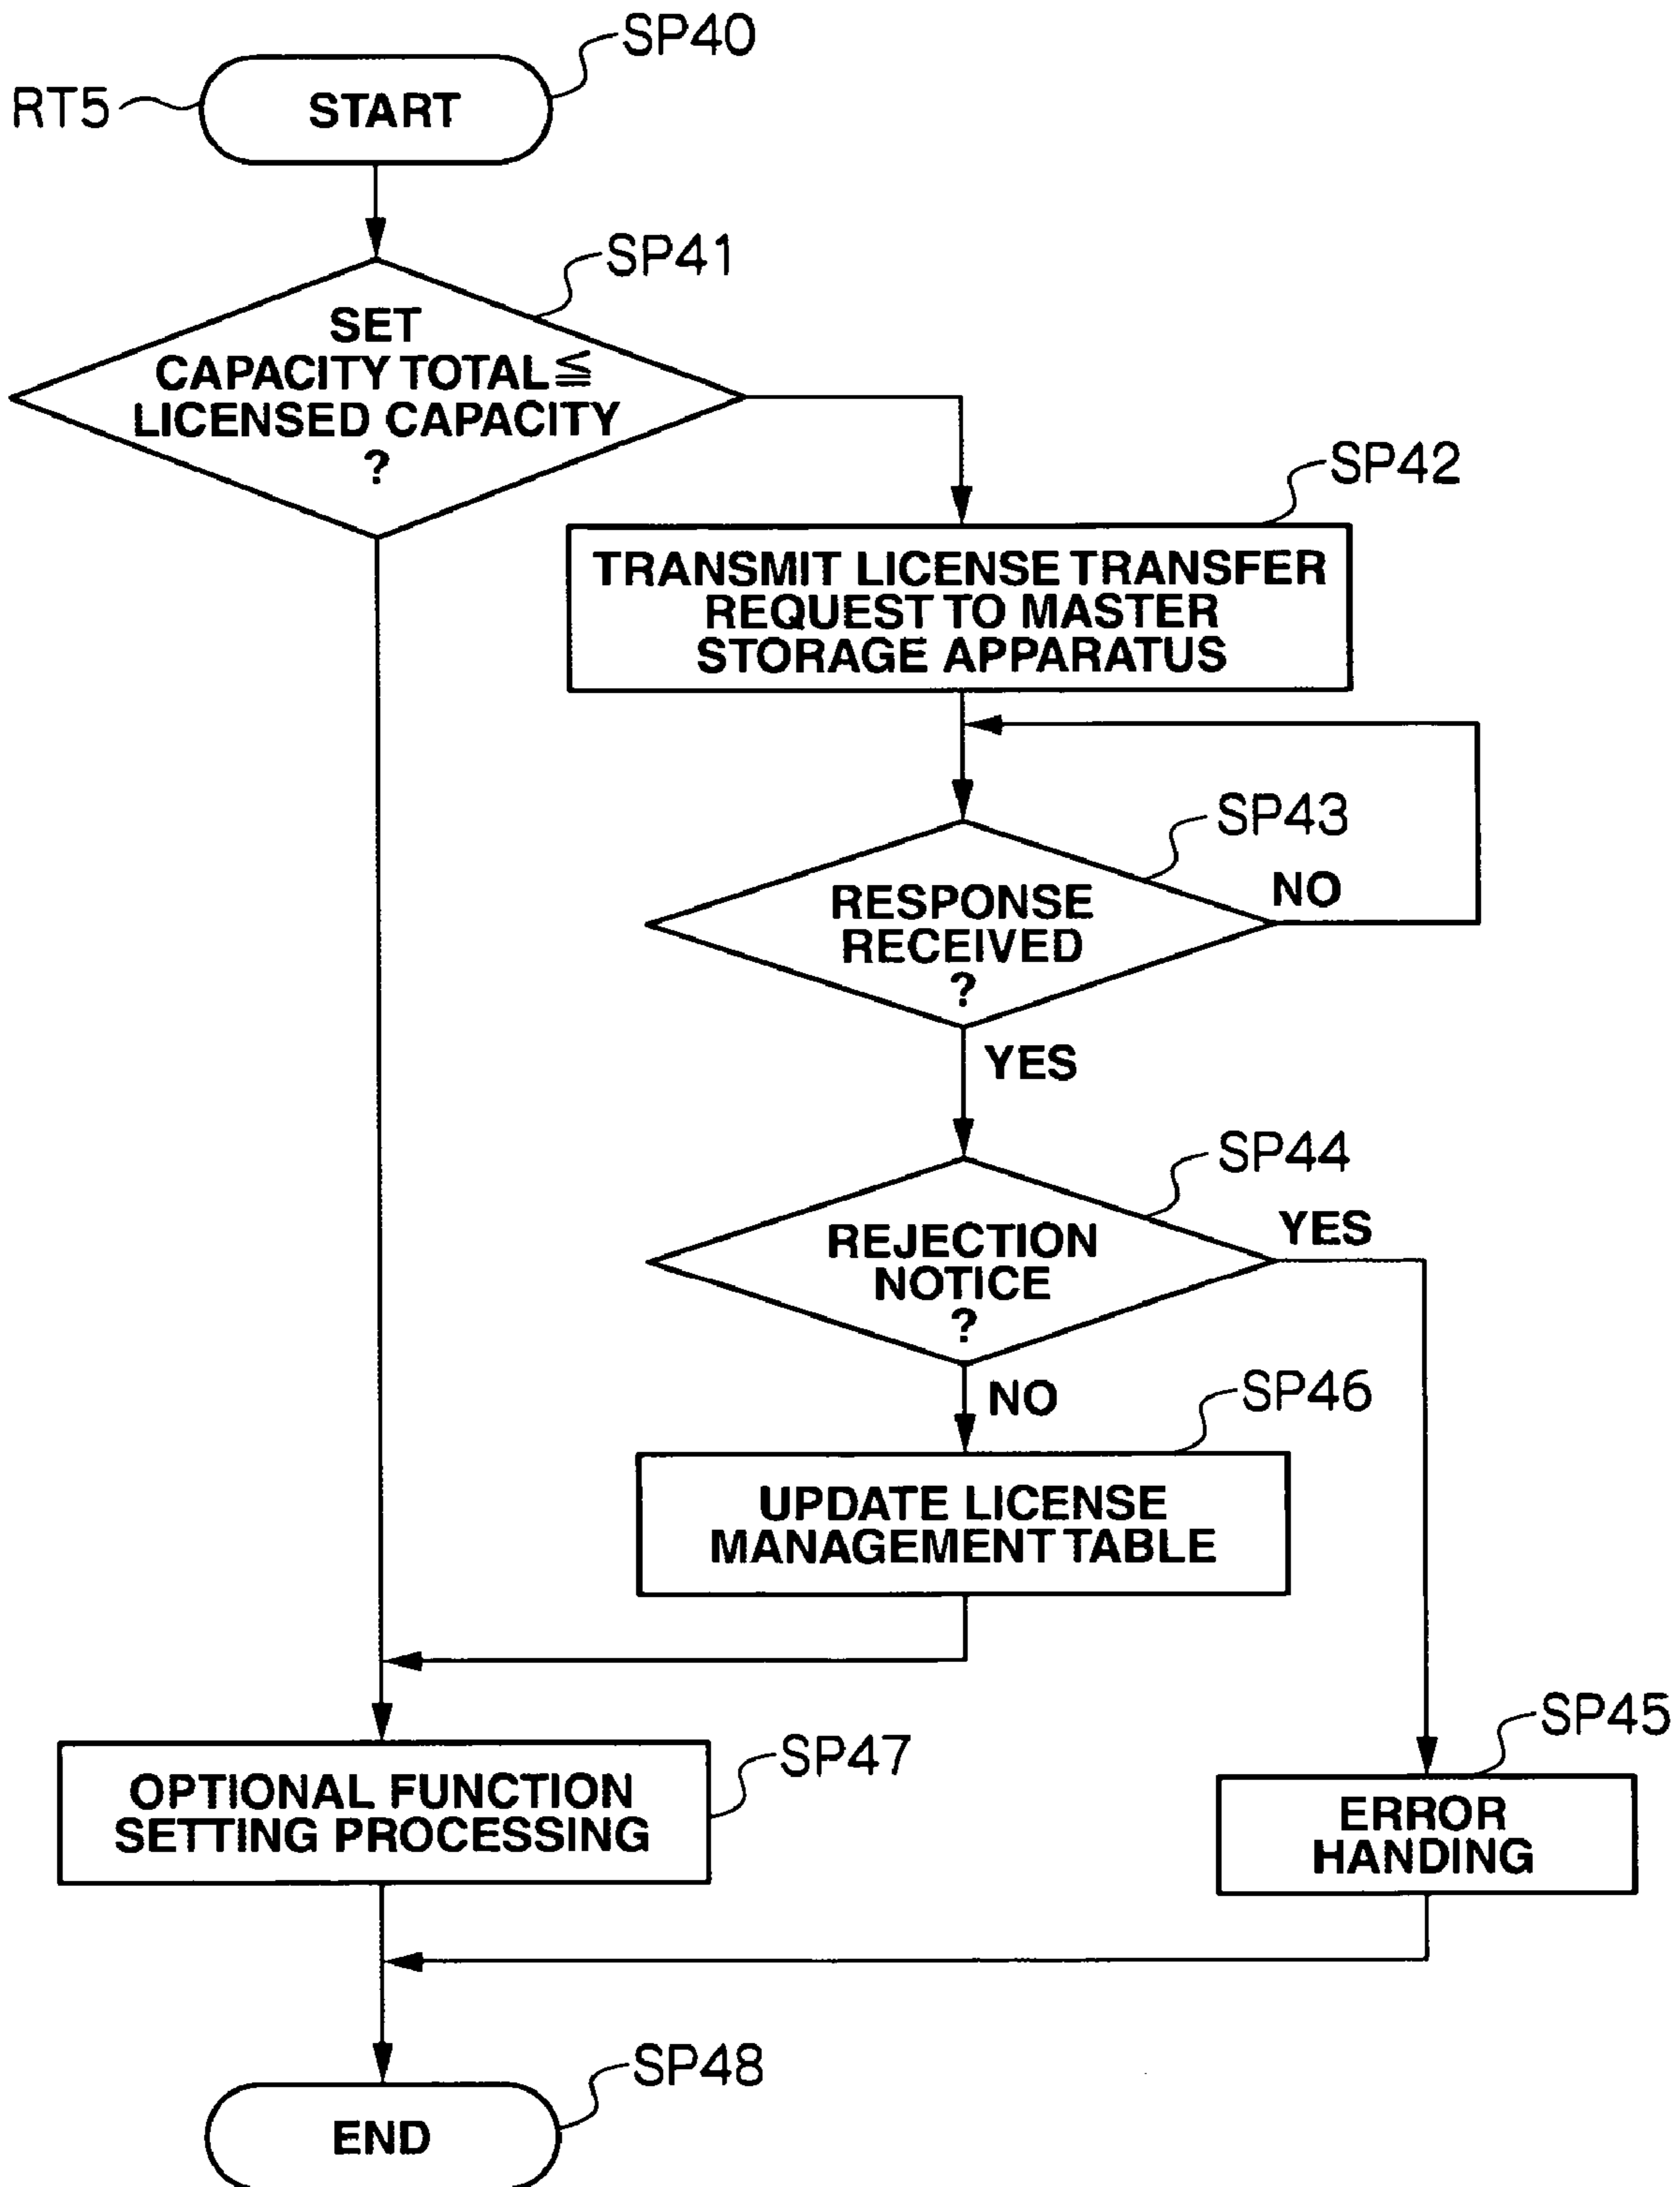 SP40
RT5
START
SP41
SET
CAPACITY TOTAL ≦
LICENSED CAPACITY
?
SP42
TRANSMIT LICENSE TRANSFER
REQUEST TO MASTER
STORAGE APPARATUS
SP43
RESPONSE
RECEIVED
?
NO
YES
SP44
REJECTION
NOTICE
?
YES
NO
SP46
UPDATE LICENSE
MANAGEMENT TABLE
SP47
OPTIONAL FUNCTION
SETTING PROCESSING
SP45
ERROR
HANDING
SP48
END